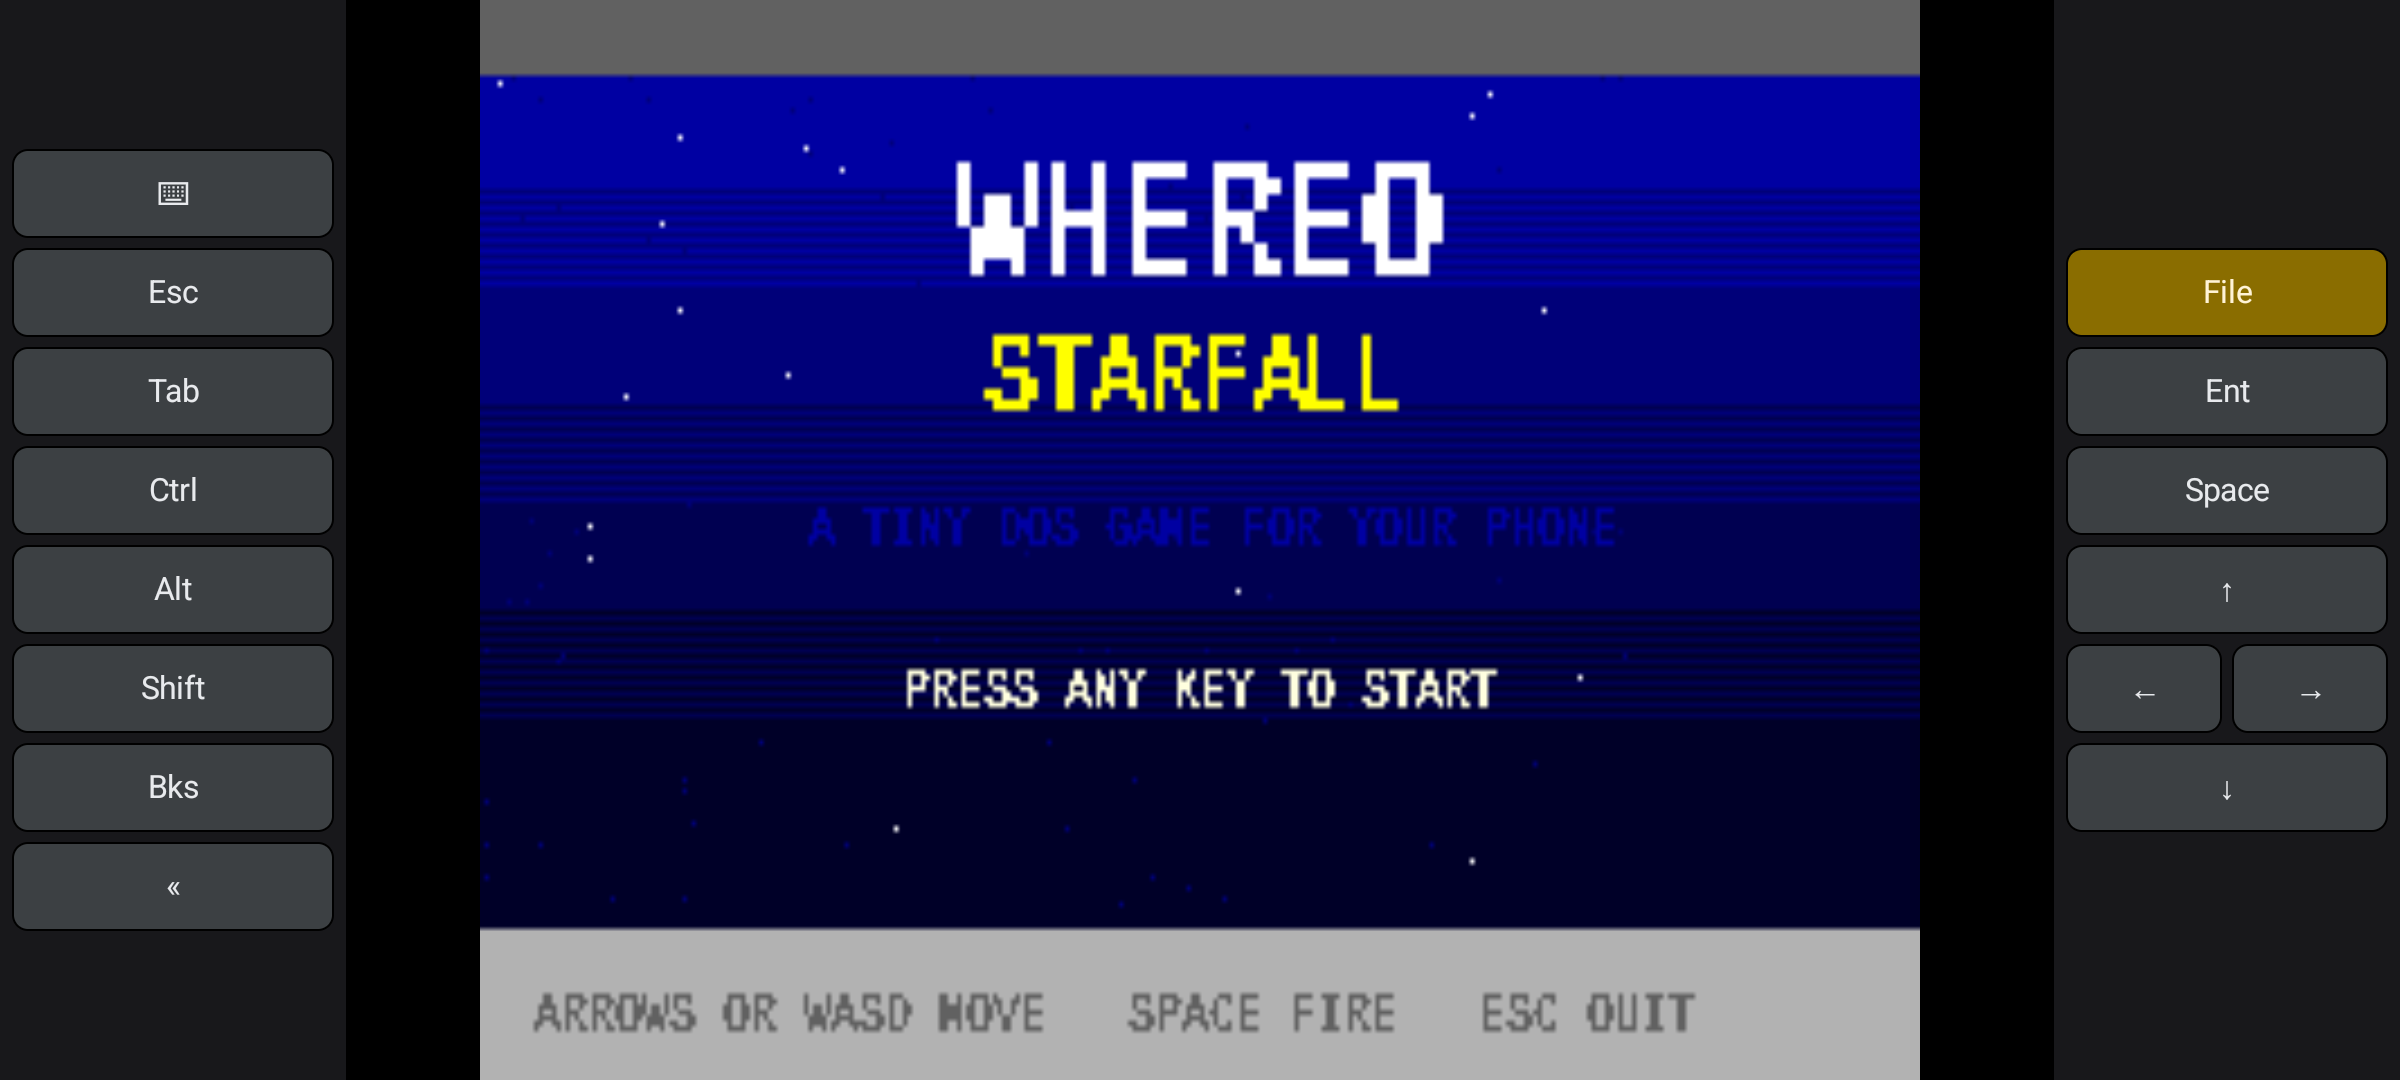 WHEREO
STARFALL
A TINY DOS GAME FOR YOUR PHONE
PRESS ANY KEY TO START
ARROWS OR WASD MOVE SPACE FIRE ESC QUIT
Esc
Tab
Ctrl
Alt
Shift
Bks
«
File
Ent
Space
↑
← →
↓